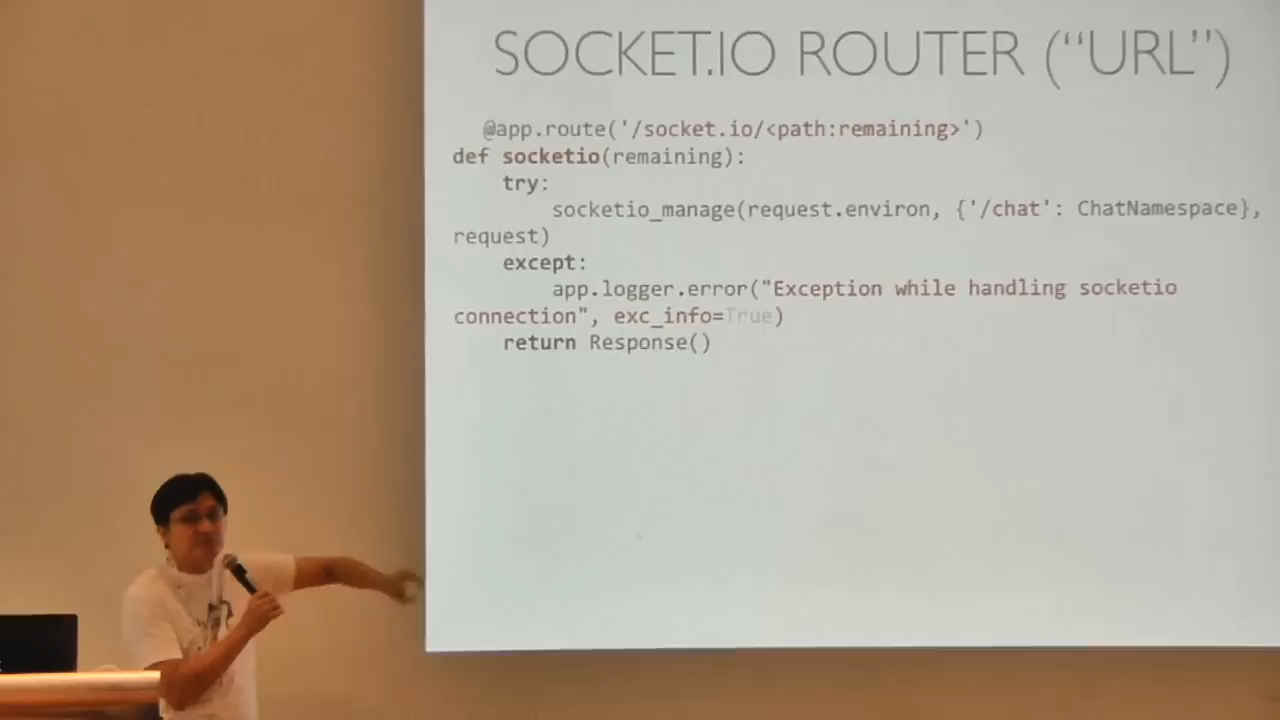 SOCKET.IO ROUTER (“URL”)
@app.route('/socket.io/<path:remaining>')
def socketio(remaining):
try:
socketio_manage(request.environ, {'/chat': ChatNamespace},
request)
except:
app.logger.error("Exception while handling socketio
connection", exc_info=True)
return Response()